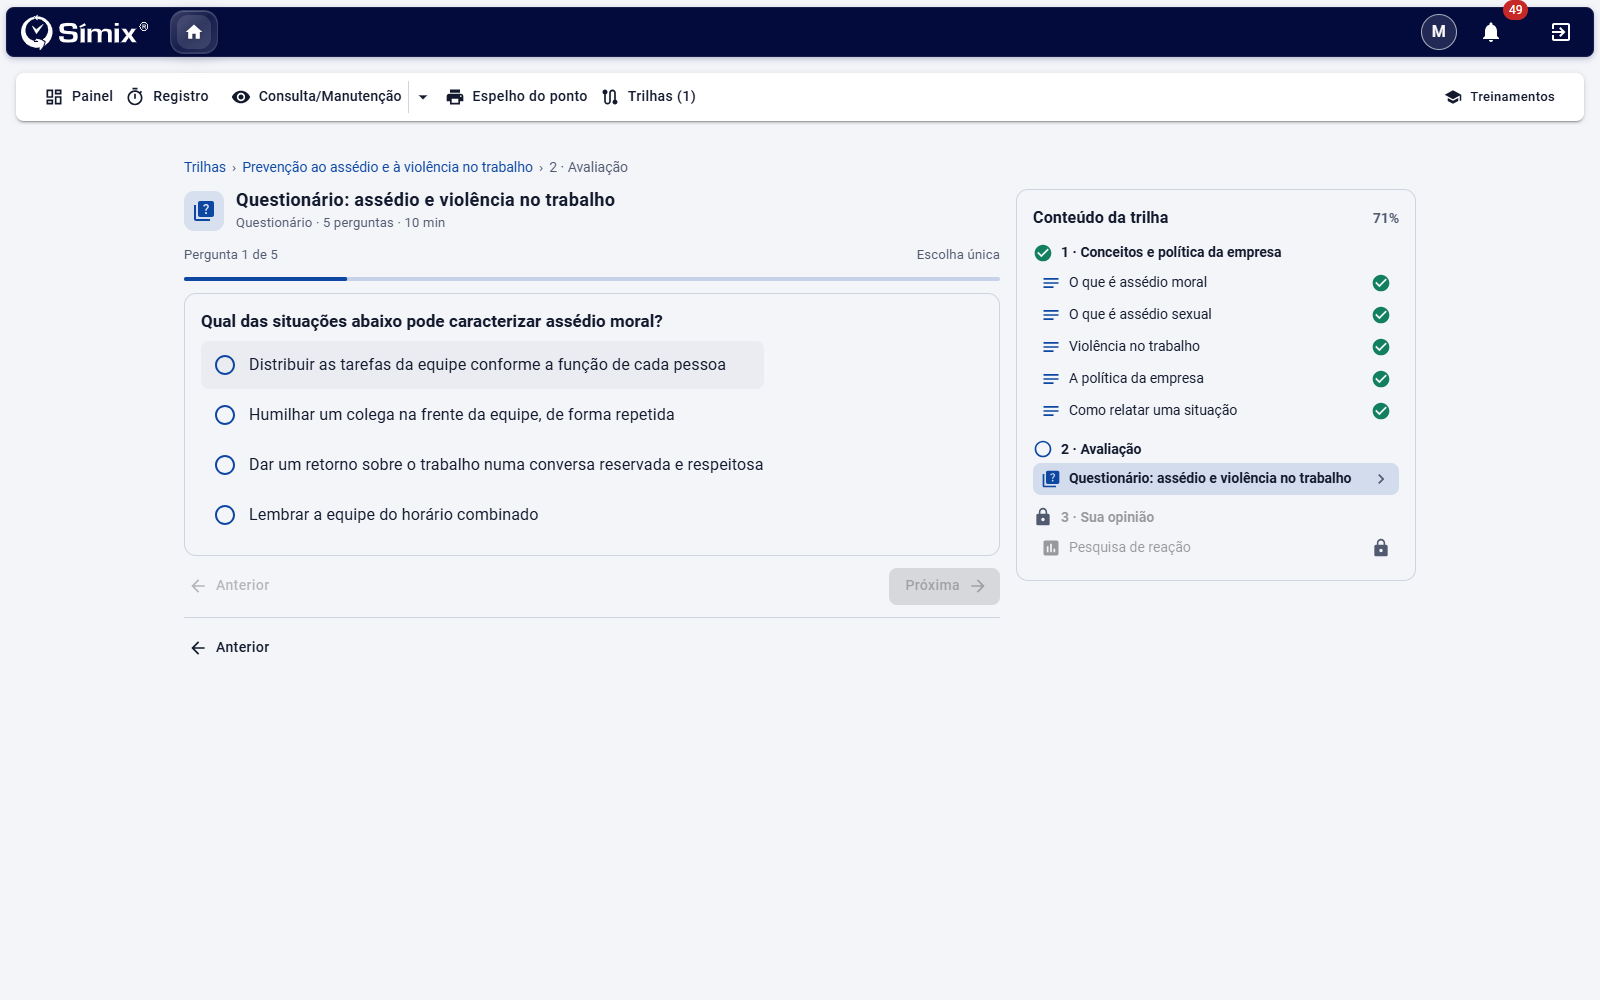 Símix®
M
49
Painel
Registro
Consulta/Manutenção
Espelho do ponto
Trilhas (1)
Treinamentos
Trilhas › Prevenção ao assédio e à violência no trabalho › 2 · Avaliação
Questionário: assédio e violência no trabalho
Questionário · 5 perguntas · 10 min
Pergunta 1 de 5
Escolha única
Qual das situações abaixo pode caracterizar assédio moral?
Distribuir as tarefas da equipe conforme a função de cada pessoa
Humilhar um colega na frente da equipe, de forma repetida
Dar um retorno sobre o trabalho numa conversa reservada e respeitosa
Lembrar a equipe do horário combinado
Anterior
Próxima
Anterior
Conteúdo da trilha
71%
1 · Conceitos e política da empresa
O que é assédio moral
O que é assédio sexual
Violência no trabalho
A política da empresa
Como relatar uma situação
2 · Avaliação
Questionário: assédio e violência no trabalho
3 · Sua opinião
Pesquisa de reação